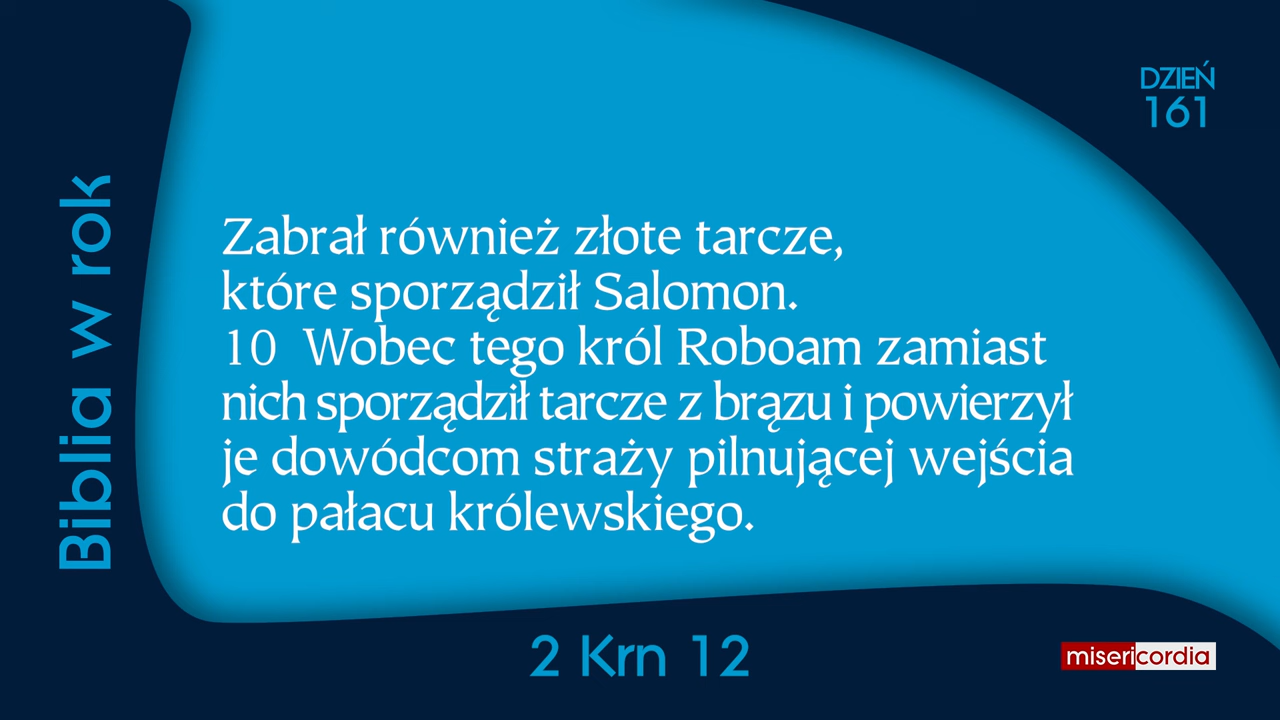 DZIEŃ
161
Biblia w rok
Zabrał również złote tarcze,
które sporządził Salomon.
10 Wobec tego król Roboam zamiast
nich sporządził tarcze z brązu i powierzył
je dowódcom straży pilnującej wejścia
do pałacu królewskiego.
2 Krn 12
misericordia